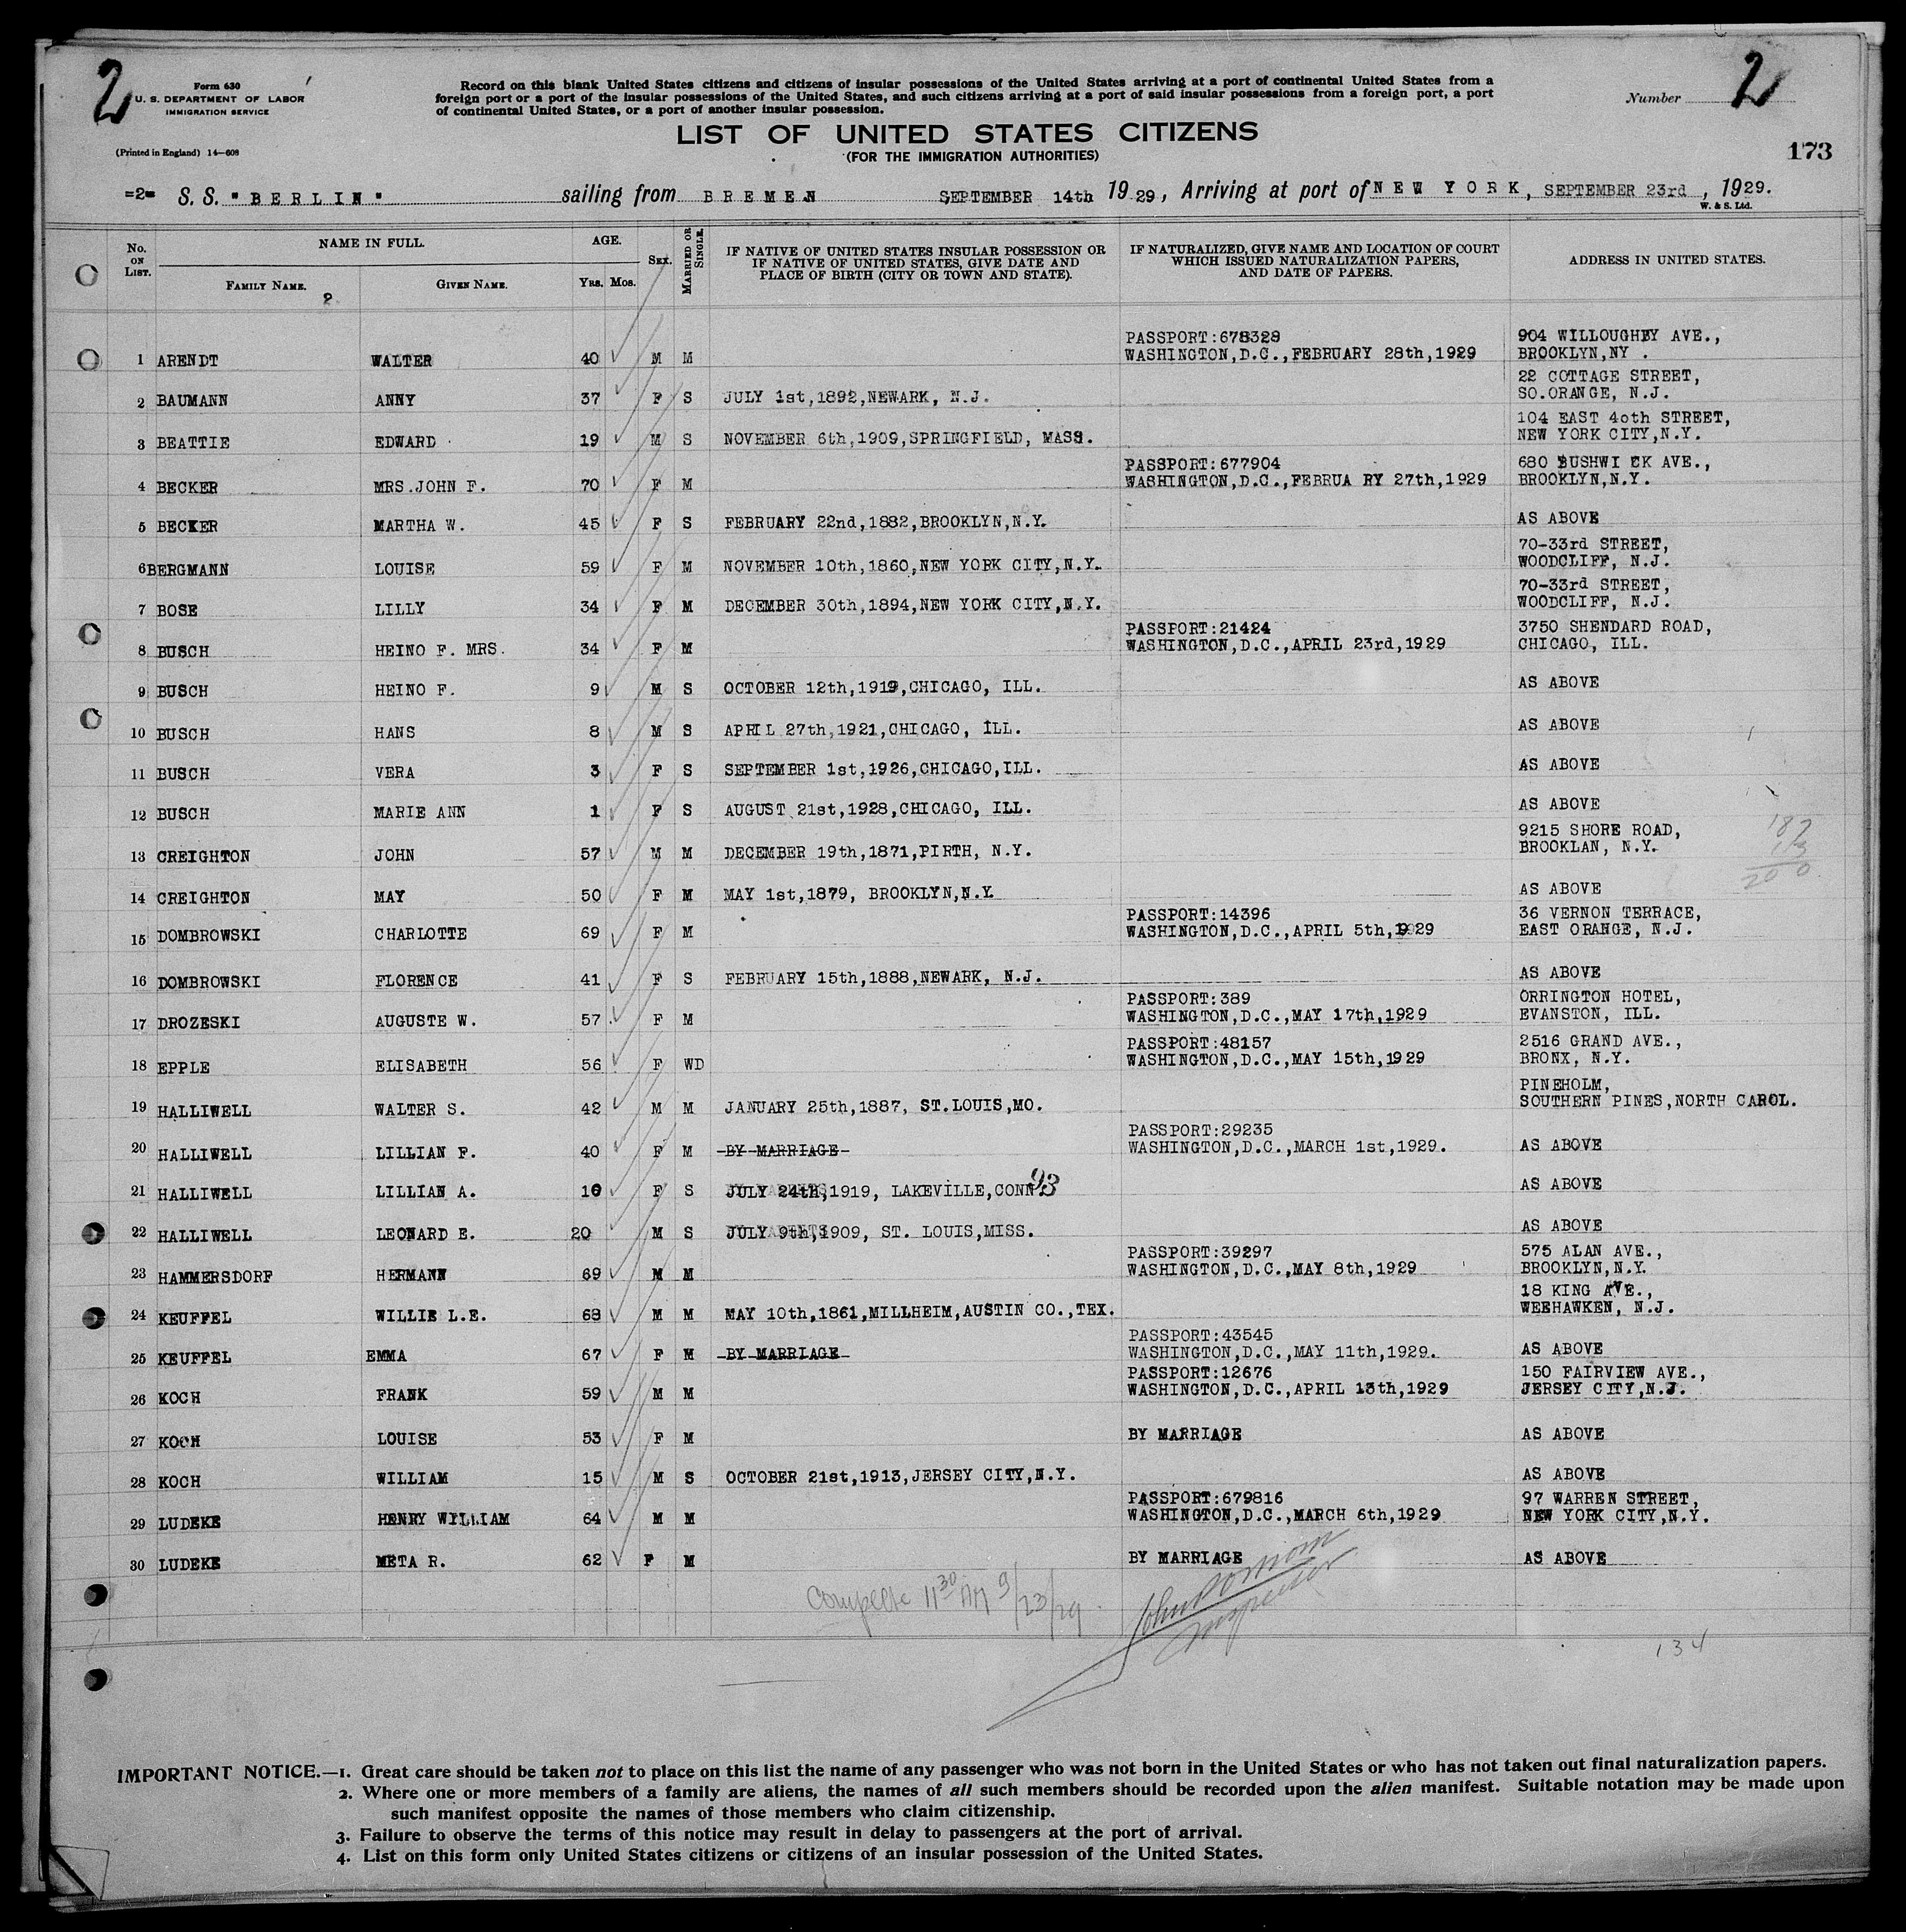 2
Form 630
U. S. DEPARTMENT OF LABOR
IMMIGRATION SERVICE
(Printed in England) 14—608
Record on this blank United States citizens and citizens of insular possessions of the United States arriving at a port of continental United States from a
foreign port or a port of the insular possessions of the United States, and such citizens arriving at a port of said insular possessions from a foreign port, a port
of continental United States, or a port of another insular possession.
Number 2
LIST OF UNITED STATES CITIZENS
(FOR THE IMMIGRATION AUTHORITIES)
173
=2= S. S. "BERLIN" sailing from BREMEN SEPTEMBER 14th 1929, Arriving at port of NEW YORK, SEPTEMBER 23rd, 1929.
W. & S. Ltd.
No. ON LIST. NAME IN FULL. FAMILY NAME. GIVEN NAME. AGE. YRS. MOS. SEX. MARRIED OR SINGLE. IF NATIVE OF UNITED STATES INSULAR POSSESSION OR IF NATIVE OF UNITED STATES, GIVE DATE AND PLACE OF BIRTH (CITY OR TOWN AND STATE). IF NATURALIZED, GIVE NAME AND LOCATION OF COURT WHICH ISSUED NATURALIZATION PAPERS, AND DATE OF PAPERS. ADDRESS IN UNITED STATES.
PASSPORT:678328 904 WILLOUGHBY AVE.,
1 ARENDT WALTER 40 M M WASHINGTON,D.C.,FEBRUARY 28th,1929 BROOKLYN,NY .
22 COTTAGE STREET,
2 BAUMANN ANNY 37 F S JULY 1st,1892,NEWARK, N.J. SO.ORANGE, N.J.
104 EAST 4oth STREET,
3 BEATTIE EDWARD 19 M S NOVEMBER 6th,1909,SPRINGFIELD, MASS. NEW YORK CITY,N.Y.
PASSPORT:677904 680 BUSHWI CK AVE.,
4 BECKER MRS.JOHN F. 70 F M WASHINGTON,D.C.,FEBRUA RY 27th,1929 BROOKLYN,N.Y.
5 BECKER MARTHA W. 45 F S FEBRUARY 22nd,1882,BROOKLYN,N.Y. AS ABOVE
70-33rd STREET,
6 BERGMANN LOUISE 59 F M NOVEMBER 10th,1860,NEW YORK CITY,N.Y. WOODCLIFF, N.J.
70-33rd STREET,
7 BOSE LILLY 34 F M DECEMBER 30th,1894,NEW YORK CITY,N.Y. WOODCLIFF, N.J.
PASSPORT:21424 3750 SHENDARD ROAD,
8 BUSCH HEINO F. MRS. 34 F M WASHINGTON,D.C.,APRIL 23rd,1929 CHICAGO, ILL.
9 BUSCH HEINO F. 9 M S OCTOBER 12th,1919,CHICAGO, ILL. AS ABOVE
10 BUSCH HANS 8 M S APRIL 27th,1921,CHICAGO, ILL. AS ABOVE
11 BUSCH VERA 3 F S SEPTEMBER 1st,1926,CHICAGO,ILL. AS ABOVE
12 BUSCH MARIE ANN 1 F S AUGUST 21st,1928,CHICAGO, ILL. AS ABOVE
9215 SHORE ROAD, 187
13 CREIGHTON JOHN 57 M M DECEMBER 19th,1871,PIRTH, N.Y. BROOKLAN, N.Y. 13
200
14 CREIGHTON MAY 50 F M MAY 1st,1879, BROOKLYN,N.Y. AS ABOVE
PASSPORT:14396 36 VERNON TERRACE,
15 DOMBROWSKI CHARLOTTE 69 F M WASHINGTON,D.C.,APRIL 5th,1929 EAST ORANGE, N.J.
16 DOMBROWSKI FLORENCE 41 F S FEBRUARY 15th,1888,NEWARK, N.J. AS ABOVE
PASSPORT:389 ORRINGTON HOTEL,
17 DROZESKI AUGUSTE W. 57 F M WASHINGTON,D.C.,MAY 17th,1929 EVANSTON, ILL.
PASSPORT:48157 2516 GRAND AVE.,
18 EPPLE ELISABETH 56 F WD WASHINGTON,D.C.,MAY 15th,1929 BRONX, N.Y.
PINEHOLM,
19 HALLIWELL WALTER S. 42 M M JANUARY 25th,1887, ST.LOUIS,MO. SOUTHERN PINES,NORTH CAROL.
PASSPORT:29235
20 HALLIWELL LILLIAN F. 40 F M BY MARRIAGE WASHINGTON,D.C.,MARCH 1st,1929. AS ABOVE
21 HALLIWELL LILLIAN A. 10 F S JULY 24th,1919, LAKEVILLE,CONN 93 AS ABOVE
22 HALLIWELL LEONARD E. 20 M S JULY 9th,1909, ST. LOUIS,MISS. AS ABOVE
PASSPORT:39297 575 ALAN AVE.,
23 HAMMERSDORF HERMANN 69 M M WASHINGTON,D.C.,MAY 8th,1929 BROOKLYN,N.Y.
18 KING AVE.,
24 KEUFFEL WILLIE L.E. 68 M M MAY 10th,1861,MILLHEIM,AUSTIN CO.,TEX. WEEHAWKEN, N.J.
PASSPORT:43545
25 KEUFFEL EMMA 67 F M BY MARRIAGE WASHINGTON,D.C.,MAY 11th,1929. AS ABOVE
PASSPORT:12676 150 FAIRVIEW AVE.,
26 KOCH FRANK 59 M M WASHINGTON,D.C.,APRIL 13th,1929 JERSEY CITY,N.J.
27 KOCH LOUISE 53 F M BY MARRIAGE AS ABOVE
28 KOCH WILLIAM 15 M S OCTOBER 21st,1913,JERSEY CITY,N.Y. AS ABOVE
PASSPORT:679816 97 WARREN STREET,
29 LUDEKE HENRY WILLIAM 64 M M WASHINGTON,D.C.,MARCH 6th,1929 NEW YORK CITY,N.Y.
30 LUDEKE META R. 62 F M BY MARRIAGE AS ABOVE
Complete 11 30 AM 9/23/29 John Inspector
134
IMPORTANT NOTICE.—1. Great care should be taken not to place on this list the name of any passenger who was not born in the United States or who has not taken out final naturalization papers.
2. Where one or more members of a family are aliens, the names of all such members should be recorded upon the alien manifest. Suitable notation may be made upon
such manifest opposite the names of those members who claim citizenship.
3. Failure to observe the terms of this notice may result in delay to passengers at the port of arrival.
4. List on this form only United States citizens or citizens of an insular possession of the United States.